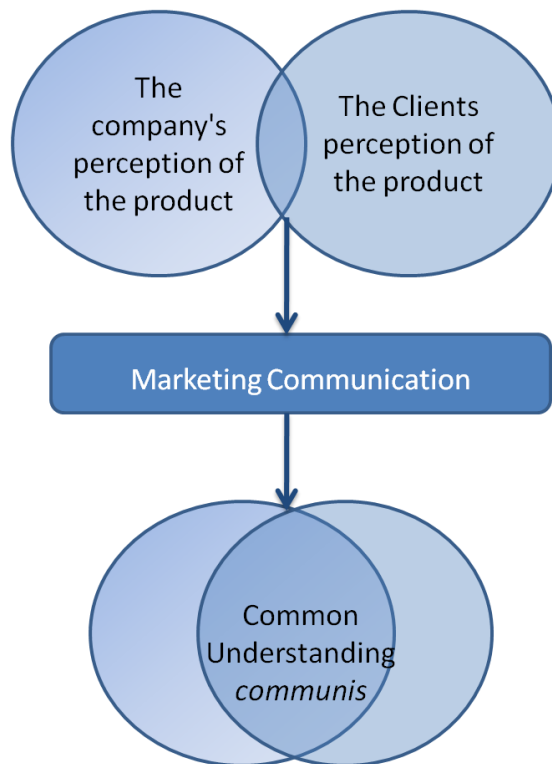 The
company's
perception of
the product
The Clients
perception of
the product
Marketing Communication
Common
Understanding
communis